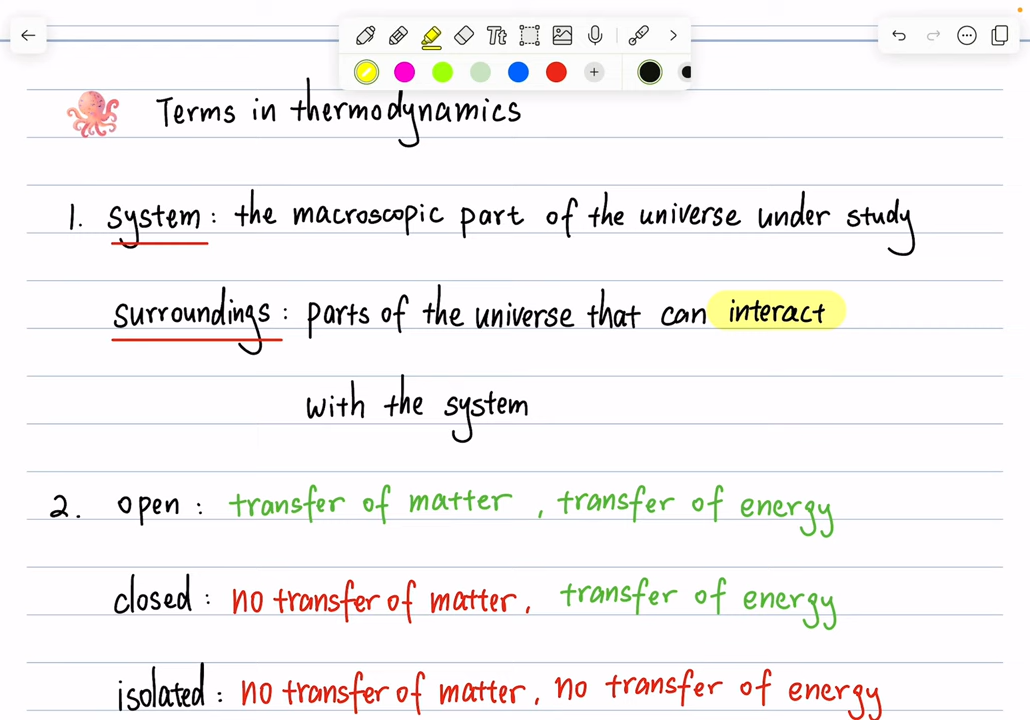 Tt
Terms in thermodynamics
1. system : the macroscopic part of the universe under study
surroundings : parts of the universe that can interact
with the system
2. open : transfer of matter , transfer of energy
closed : no transfer of matter, transfer of energy
isolated : no transfer of matter, no transfer of energy